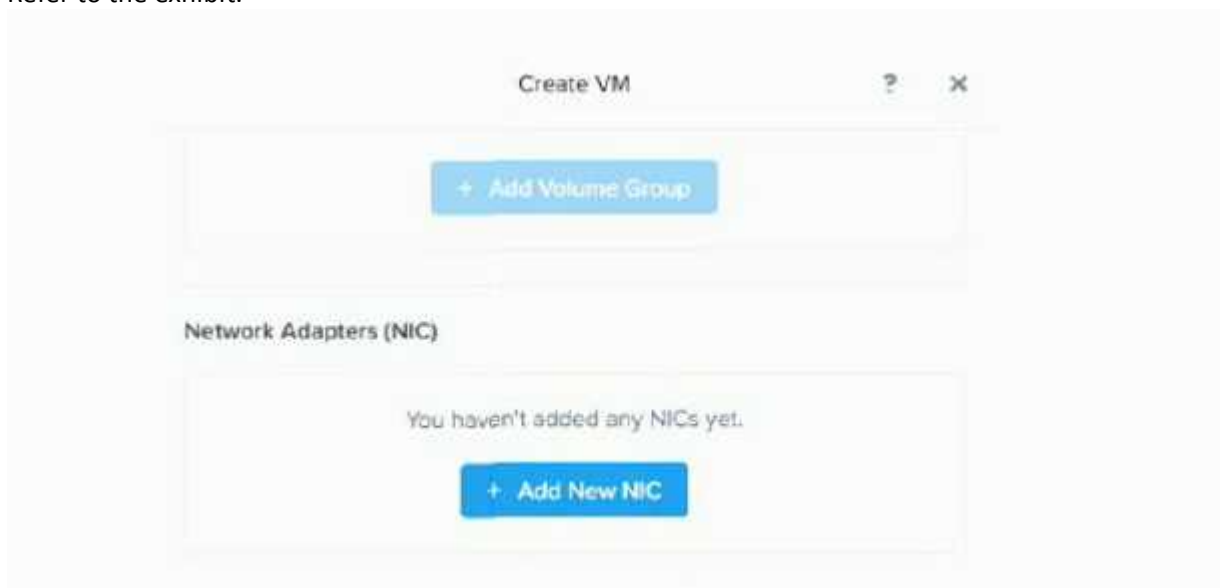 Refer to the exhibit.
Create VM ? ×
+ Add Volume Group
Network Adapters (NIC)
You haven't added any NICs yet.
+ Add New NIC